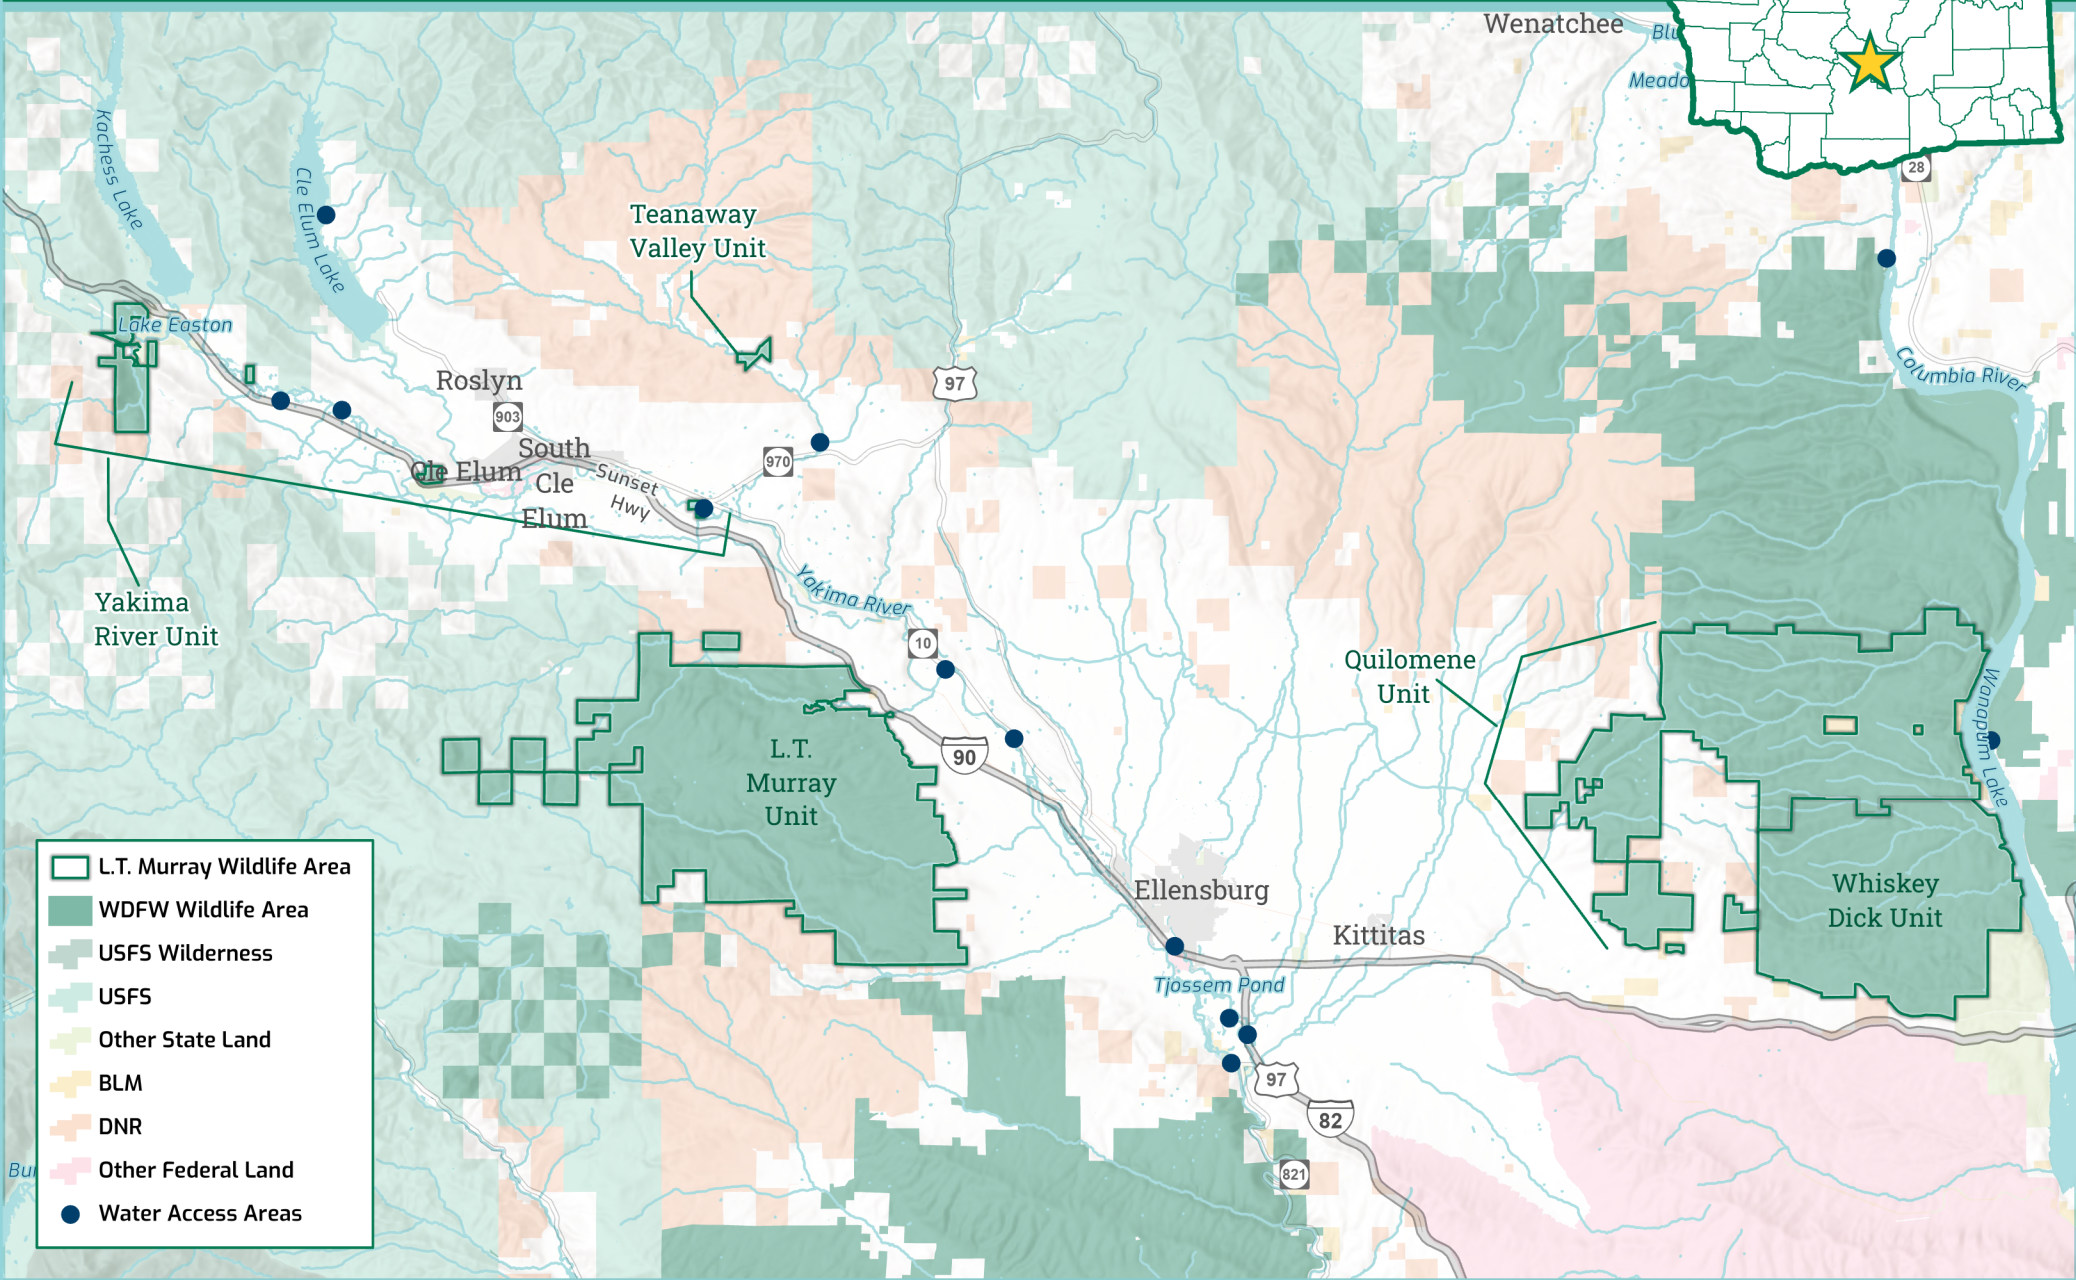 Wenatchee
Meado
28
Kachess Lake
Cle Elum Lake
Teanaway
Valley Unit
Lake Easton
Columbia River
Roslyn
97
903
South
Cle
Elum
Cle Elum
970
Sunset
Hwy
Yakima River
Yakima
River Unit
10
Quilomene
Unit
Wanapum Lake
90
L.T.
Murray
Unit
Ellensburg
Whiskey
Dick Unit
Kittitas
Tjossem Pond
97
82
821
L.T. Murray Wildlife Area
WDFW Wildlife Area
USFS Wilderness
USFS
Other State Land
BLM
DNR
Other Federal Land
Water Access Areas
Blu
Bu